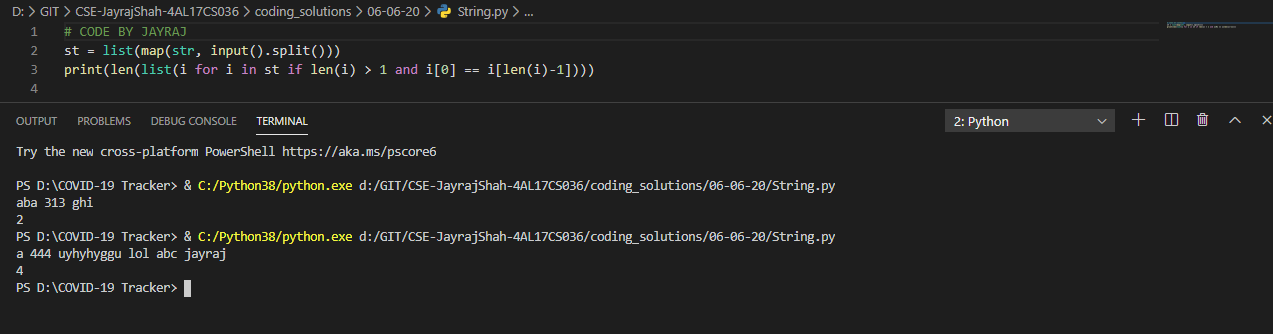 D: > GIT > CSE-JayrajShah-4AL17CS036 > coding_solutions > 06-06-20 > String.py > ...
1 # CODE BY JAYRAJ
2 st = list(map(str, input().split()))
3 print(len(list(i for i in st if len(i) > 1 and i[0] == i[len(i)-1])))
4
OUTPUT PROBLEMS DEBUG CONSOLE TERMINAL 2: Python
Try the new cross-platform PowerShell https://aka.ms/pscore6
PS D:\COVID-19 Tracker> & C:/Python38/python.exe d:/GIT/CSE-JayrajShah-4AL17CS036/coding_solutions/06-06-20/String.py
aba 313 ghi
2
PS D:\COVID-19 Tracker> & C:/Python38/python.exe d:/GIT/CSE-JayrajShah-4AL17CS036/coding_solutions/06-06-20/String.py
a 444 uyhyhyggu lol abc jayraj
4
PS D:\COVID-19 Tracker>